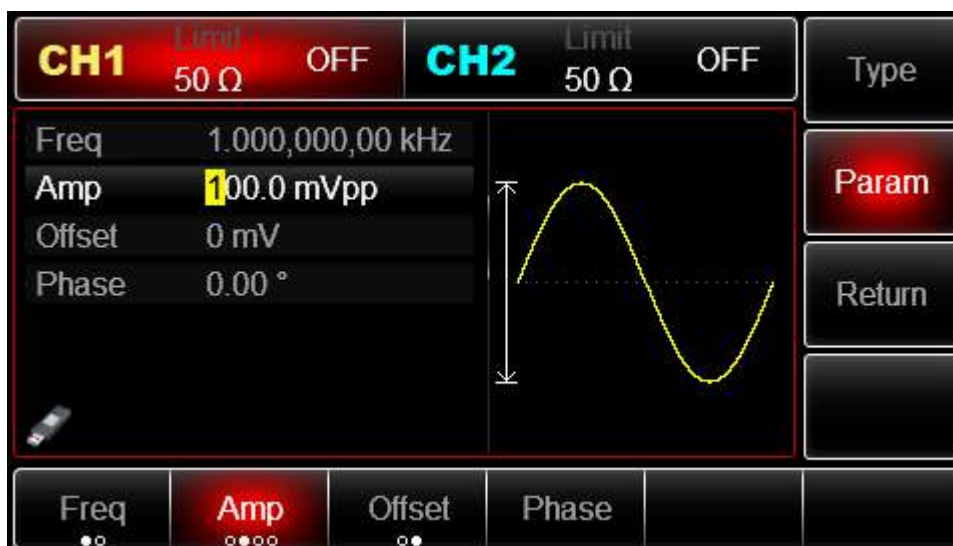 CH1 Limit 50 Ω OFF CH2 Limit 50 Ω OFF
Type
Freq 1.000,000,00 kHz
Amp 100.0 mVpp
Param
Offset 0 mV
Phase 0.00 °
Return
Freq Amp Offset Phase